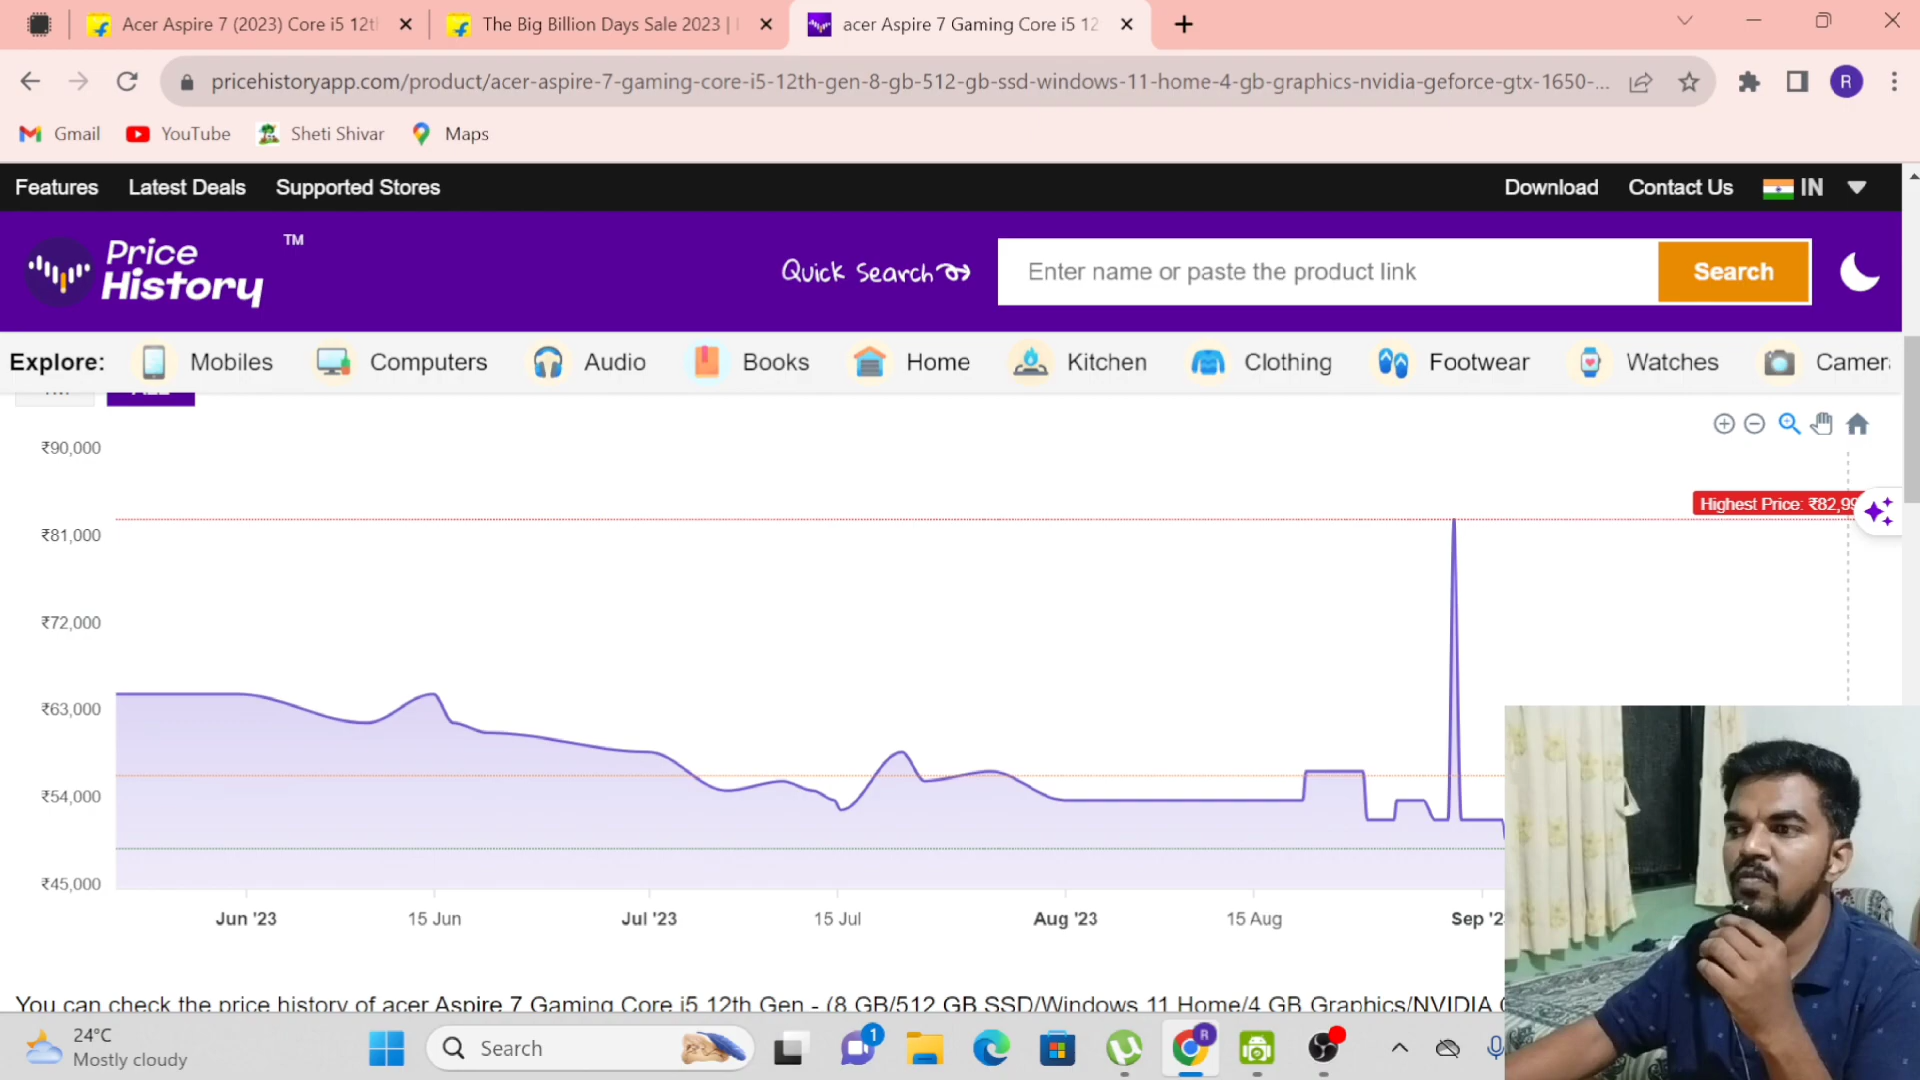 Acer Aspire 7 (2023) Core i5 12th
The Big Billion Days Sale 2023 |
acer Aspire 7 Gaming Core i5 12
pricehistoryapp.com/product/acer-aspire-7-gaming-core-i5-12th-gen-8-gb-512-gb-ssd-windows-11-home-4-gb-graphics-nvidia-geforce-gtx-1650-...
R
Gmail
YouTube
Sheti Shivar
Maps
Features
Latest Deals
Supported Stores
Download
Contact Us
IN
Price
History
TM
Quick Search
Enter name or paste the product link
Search
Explore:
Mobiles
Computers
Audio
Books
Home
Kitchen
Clothing
Footwear
Watches
Camer
₹90,000
Highest Price: ₹82,99
₹81,000
₹72,000
₹63,000
₹54,000
₹45,000
Jun '23
15 Jun
Jul '23
15 Jul
Aug '23
15 Aug
Sep '2
You can check the price history of acer Aspire 7 Gaming Core i5 12th Gen - (8 GB/512 GB SSD/Windows 11 Home/4 GB Graphics/NVIDIA
24°C
Mostly cloudy
Search
1
R